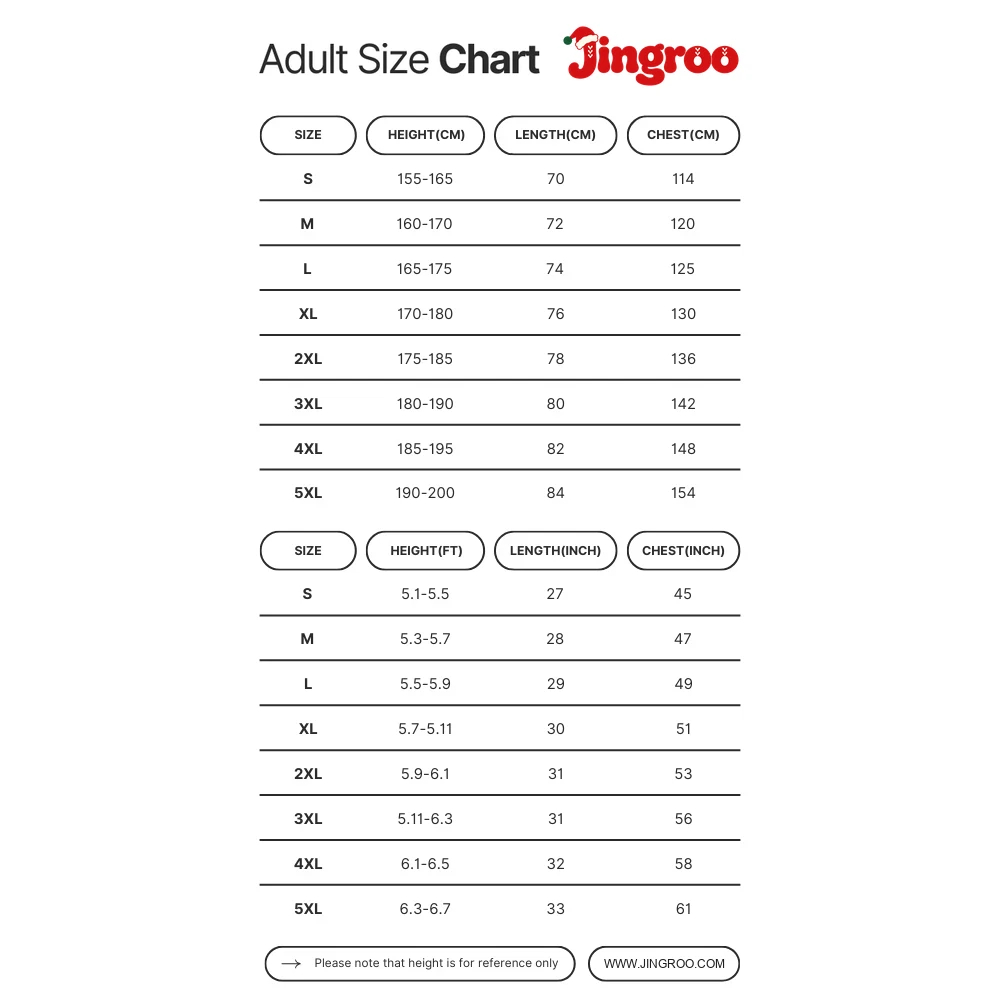 Adult Size Chart Jingroo
SIZE HEIGHT(CM) LENGTH(CM) CHEST(CM)
S 155-165 70 114
M 160-170 72 120
L 165-175 74 125
XL 170-180 76 130
2XL 175-185 78 136
3XL 180-190 80 142
4XL 185-195 82 148
5XL 190-200 84 154
SIZE HEIGHT(FT) LENGTH(INCH) CHEST(INCH)
S 5.1-5.5 27 45
M 5.3-5.7 28 47
L 5.5-5.9 29 49
XL 5.7-5.11 30 51
2XL 5.9-6.1 31 53
3XL 5.11-6.3 31 56
4XL 6.1-6.5 32 58
5XL 6.3-6.7 33 61
→ Please note that height is for reference only WWW.JINGROO.COM